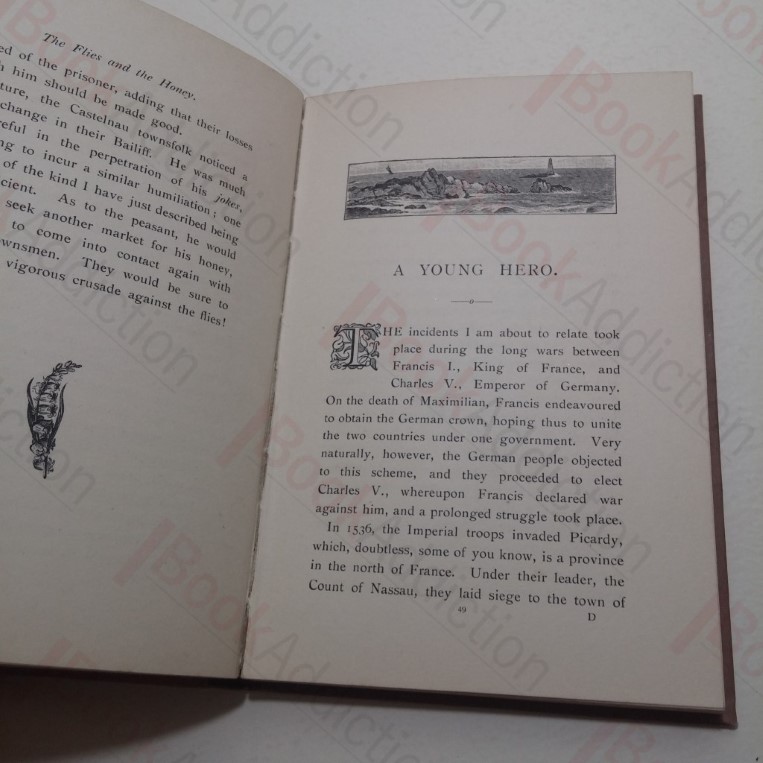 The Flies and the Honey.
of the prisoner, adding that their losses
him should be made good.
the Castelnau townsfolk noticed a
change in their Bailiff. He was much
in the perpetration of his jokes,
to incur a similar humiliation; one
of the kind I have just described being
As to the peasant, he would
seek another market for his honey,
to come into contact again with
They would be sure to
vigorous crusade against the flies!
A YOUNG HERO.
THE incidents I am about to relate took
place during the long wars between
Francis I., King of France, and
Charles V., Emperor of Germany.
On the death of Maximilian, Francis endeavoured
to obtain the German crown, hoping thus to unite
the two countries under one government. Very
naturally, however, the German people objected
to this scheme, and they proceeded to elect
Charles V., whereupon Francis declared war
against him, and a prolonged struggle took place.
In 1536, the Imperial troops invaded Picardy,
which, doubtless, some of you know, is a province
in the north of France. Under their leader, the
Count of Nassau, they laid siege to the town of
49
D
BookAddiction